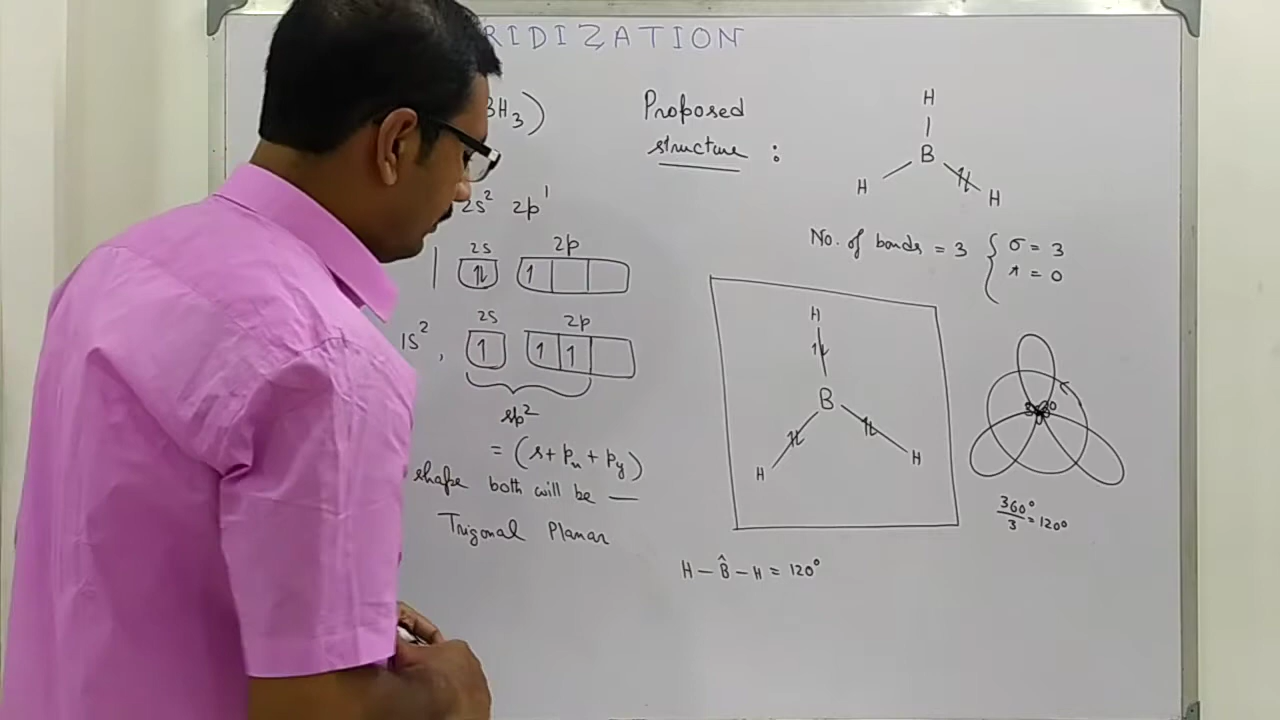 RIDIZATION
BH3)
2s² 2p¹
2s 2p
1↓ 1
1s², 2s 2p
1 1 1
sp²
= (s + px + py)
shape both will be —
Trigonal Planar
Proposed
structure :
H
B
H H
No. of bonds = 3 { σ = 3
π = 0
H
B
H H
H – B̂ – H = 120°
360°/3 = 120°